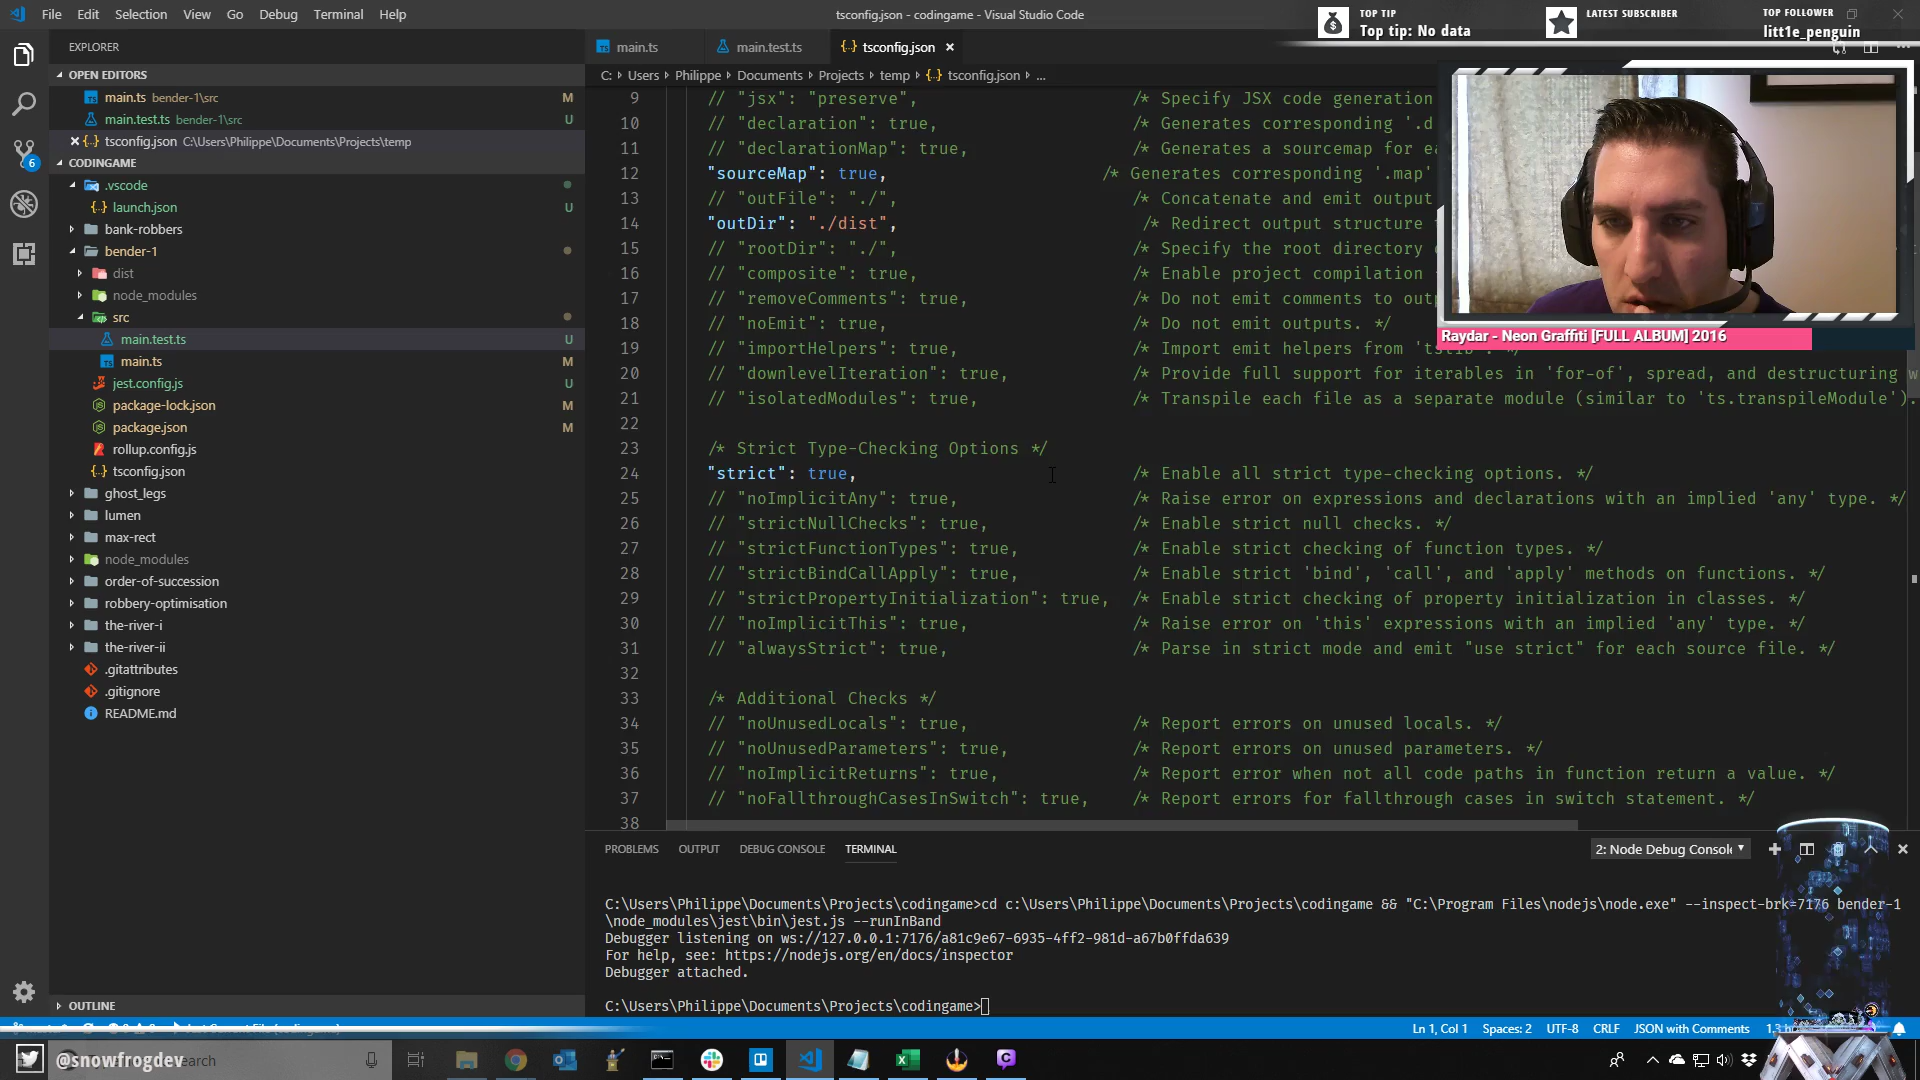 File Edit Selection View Go Debug Terminal Help
tsconfig.json - codingame - Visual Studio Code
TOP TIP
Top tip: No data
LATEST SUBSCRIBER
TOP FOLLOWER
litt1e_penguin
EXPLORER
OPEN EDITORS
main.ts bender-1\src M
main.test.ts bender-1\src U
tsconfig.json C:\Users\Philippe\Documents\Projects\temp
CODINGAME
.vscode
launch.json U
bank-robbers
bender-1
dist
node_modules
src
main.test.ts U
main.ts M
jest.config.js U
package-lock.json M
package.json M
rollup.config.js
tsconfig.json
ghost_legs
lumen
max-rect
node_modules
order-of-succession
robbery-optimisation
the-river-i
the-river-ii
.gitattributes
.gitignore
README.md
OUTLINE
6
main.ts main.test.ts tsconfig.json
C: Users Philippe Documents Projects temp tsconfig.json ...
9 // "jsx": "preserve", /* Specify JSX code generation
10 // "declaration": true, /* Generates corresponding '.d
11 // "declarationMap": true, /* Generates a sourcemap for ea
12 "sourceMap": true, /* Generates corresponding '.map'
13 // "outFile": "./", /* Concatenate and emit output
14 "outDir": "./dist", /* Redirect output structure
15 // "rootDir": "./", /* Specify the root directory
16 // "composite": true, /* Enable project compilation
17 // "removeComments": true, /* Do not emit comments to outp
18 // "noEmit": true, /* Do not emit outputs. */
19 // "importHelpers": true, /* Import emit helpers from 'tslib'. */
20 // "downlevelIteration": true, /* Provide full support for iterables in 'for-of', spread, and destructuring w
21 // "isolatedModules": true, /* Transpile each file as a separate module (similar to 'ts.transpileModule').
22
23 /* Strict Type-Checking Options */
24 "strict": true, /* Enable all strict type-checking options. */
25 // "noImplicitAny": true, /* Raise error on expressions and declarations with an implied 'any' type. */
26 // "strictNullChecks": true, /* Enable strict null checks. */
27 // "strictFunctionTypes": true, /* Enable strict checking of function types. */
28 // "strictBindCallApply": true, /* Enable strict 'bind', 'call', and 'apply' methods on functions. */
29 // "strictPropertyInitialization": true, /* Enable strict checking of property initialization in classes. */
30 // "noImplicitThis": true, /* Raise error on 'this' expressions with an implied 'any' type. */
31 // "alwaysStrict": true, /* Parse in strict mode and emit "use strict" for each source file. */
32
33 /* Additional Checks */
34 // "noUnusedLocals": true, /* Report errors on unused locals. */
35 // "noUnusedParameters": true, /* Report errors on unused parameters. */
36 // "noImplicitReturns": true, /* Report error when not all code paths in function return a value. */
37 // "noFallthroughCasesInSwitch": true, /* Report errors for fallthrough cases in switch statement. */
38
Raydar - Neon Graffiti [FULL ALBUM] 2016
PROBLEMS OUTPUT DEBUG CONSOLE TERMINAL
2: Node Debug Console
C:\Users\Philippe\Documents\Projects\codingame>cd c:\Users\Philippe\Documents\Projects\codingame && "C:\Program Files\nodejs\node.exe" --inspect-brk=7176 bender-1
\node_modules\jest\bin\jest.js --runInBand
Debugger listening on ws://127.0.0.1:7176/a81c9e67-6935-4ff2-981d-a67b0ffda639
For help, see: https://nodejs.org/en/docs/inspector
Debugger attached.
C:\Users\Philippe\Documents\Projects\codingame>
Ln 1, Col 1 Spaces: 2 UTF-8 CRLF JSON with Comments
@snowfrogdev